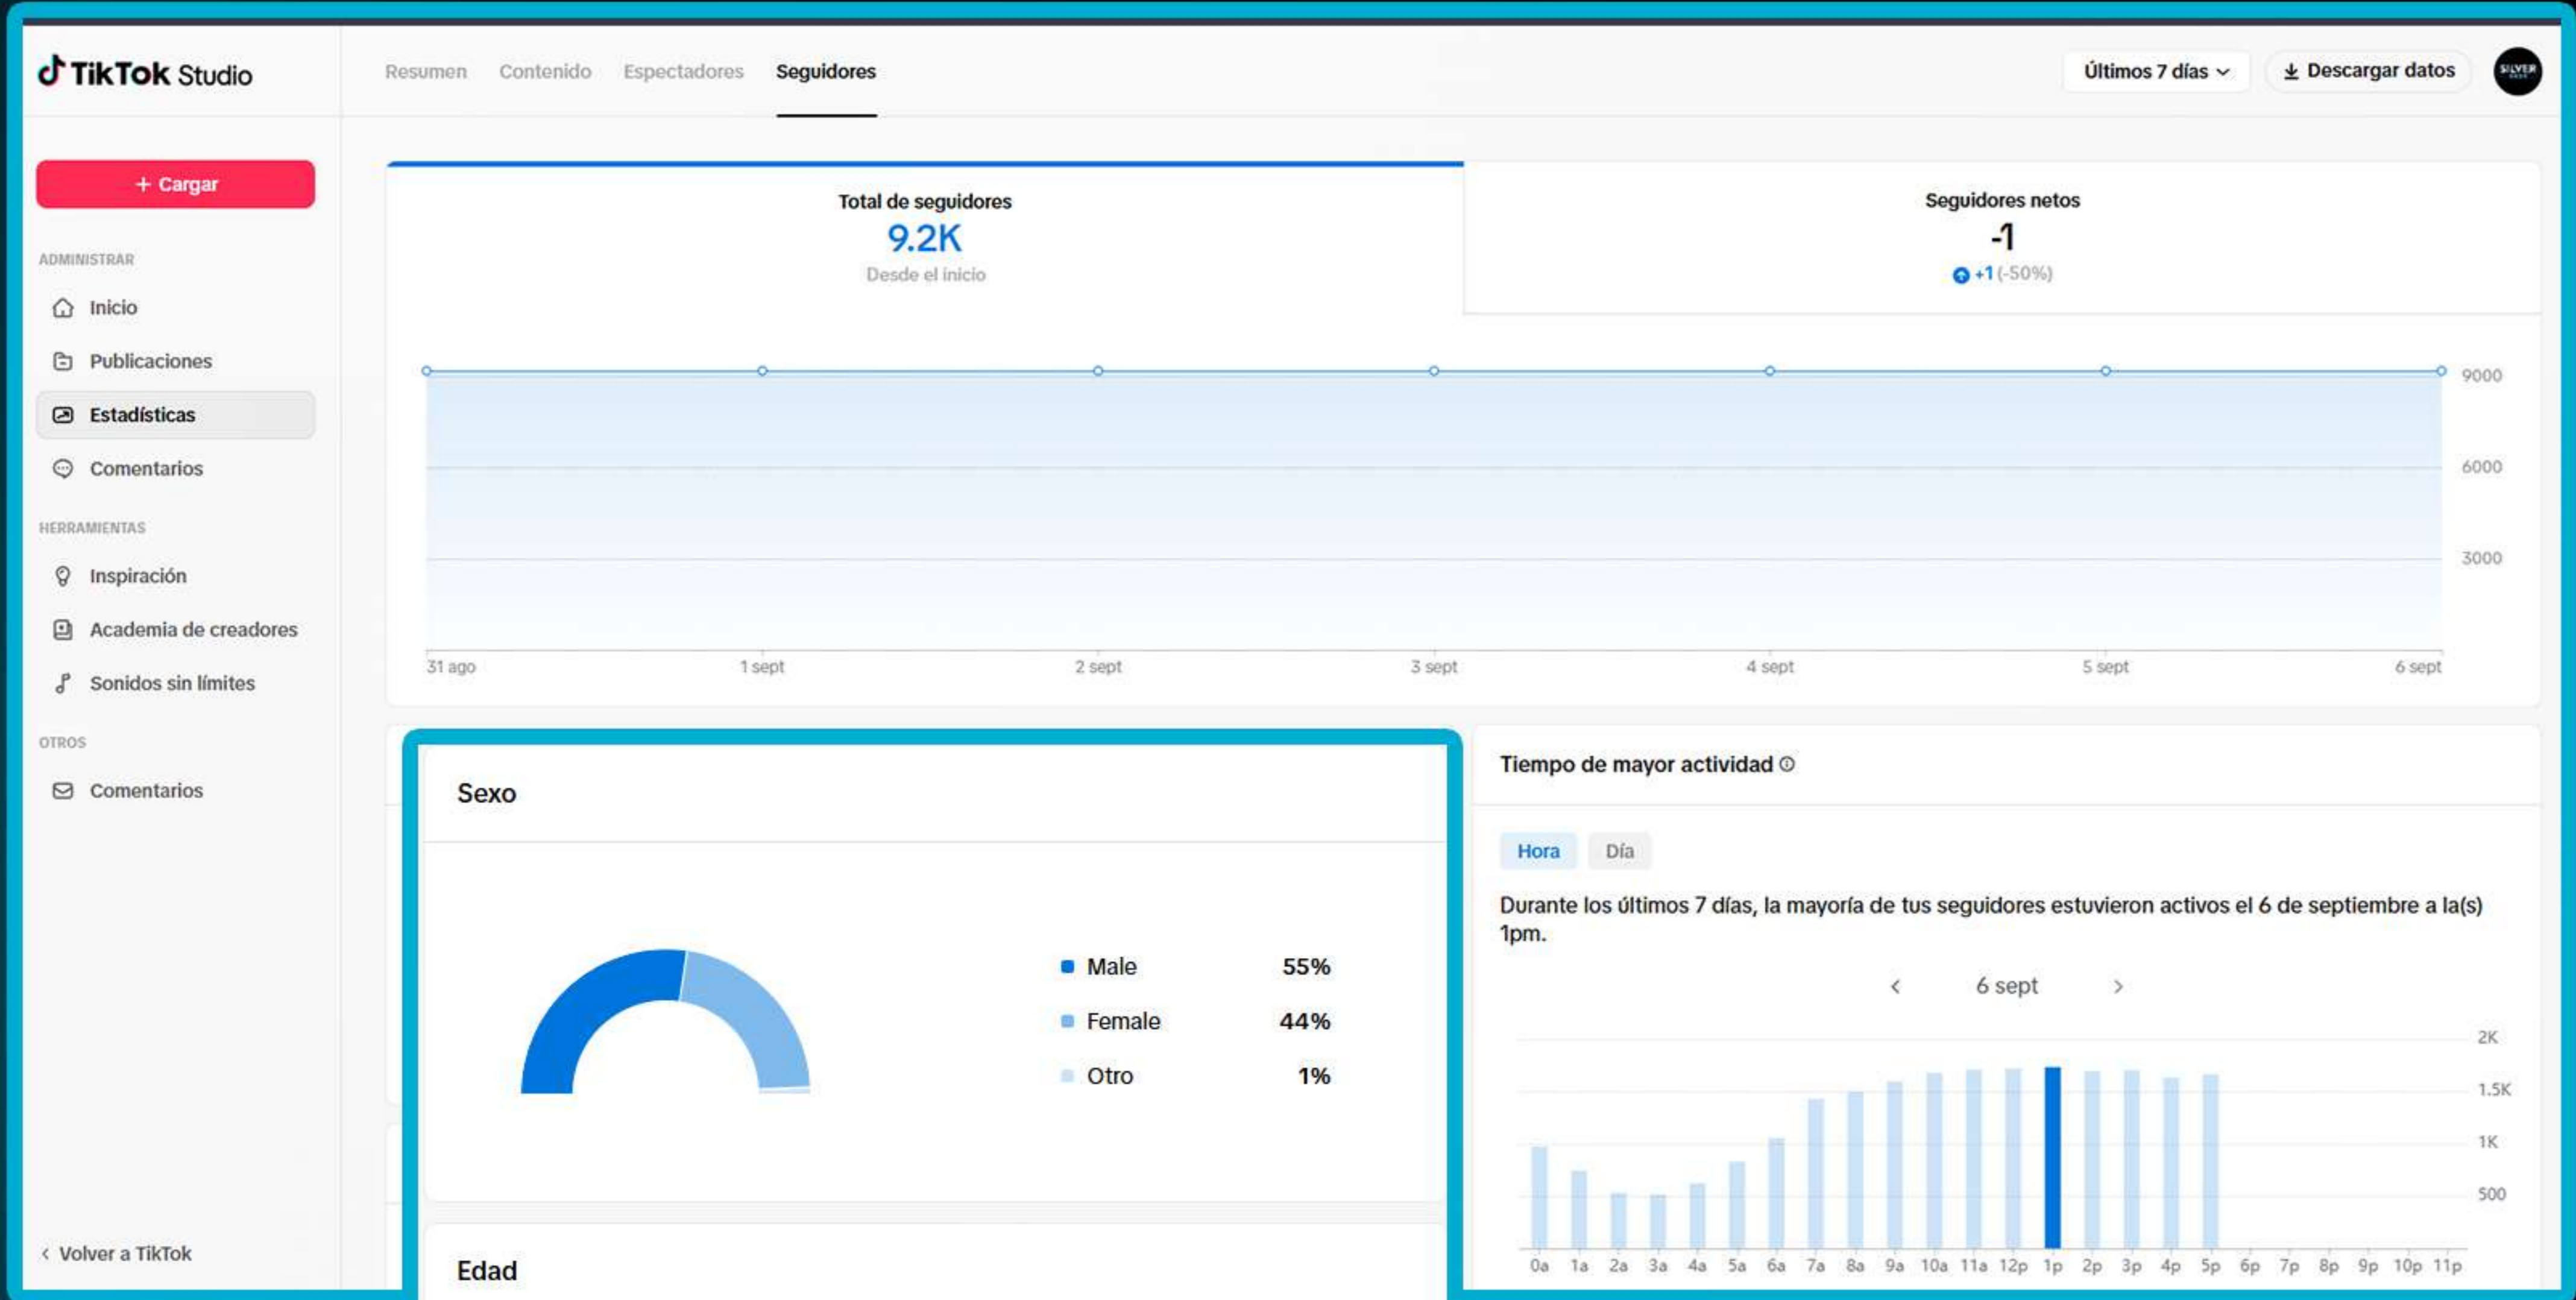 TikTok Studio
Resumen Contenido Espectadores Seguidores
Últimos 7 días Descargar datos
SILVER
+ Cargar
ADMINISTRAR
Inicio
Publicaciones
Estadísticas
Comentarios
HERRAMIENTAS
Inspiración
Academia de creadores
Sonidos sin límites
OTROS
Comentarios
< Volver a TikTok
Total de seguidores
9.2K
Desde el inicio
Seguidores netos
-1
+1 (-50%)
9000
6000
3000
31 ago 1 sept 2 sept 3 sept 4 sept 5 sept 6 sept
Sexo
Male 55%
Female 44%
Otro 1%
Edad
Tiempo de mayor actividad
Hora Día
Durante los últimos 7 días, la mayoría de tus seguidores estuvieron activos el 6 de septiembre a la(s)
1pm.
< 6 sept >
2K
1.5K
1K
500
0a 1a 2a 3a 4a 5a 6a 7a 8a 9a 10a 11a 12p 1p 2p 3p 4p 5p 6p 7p 8p 9p 10p 11p